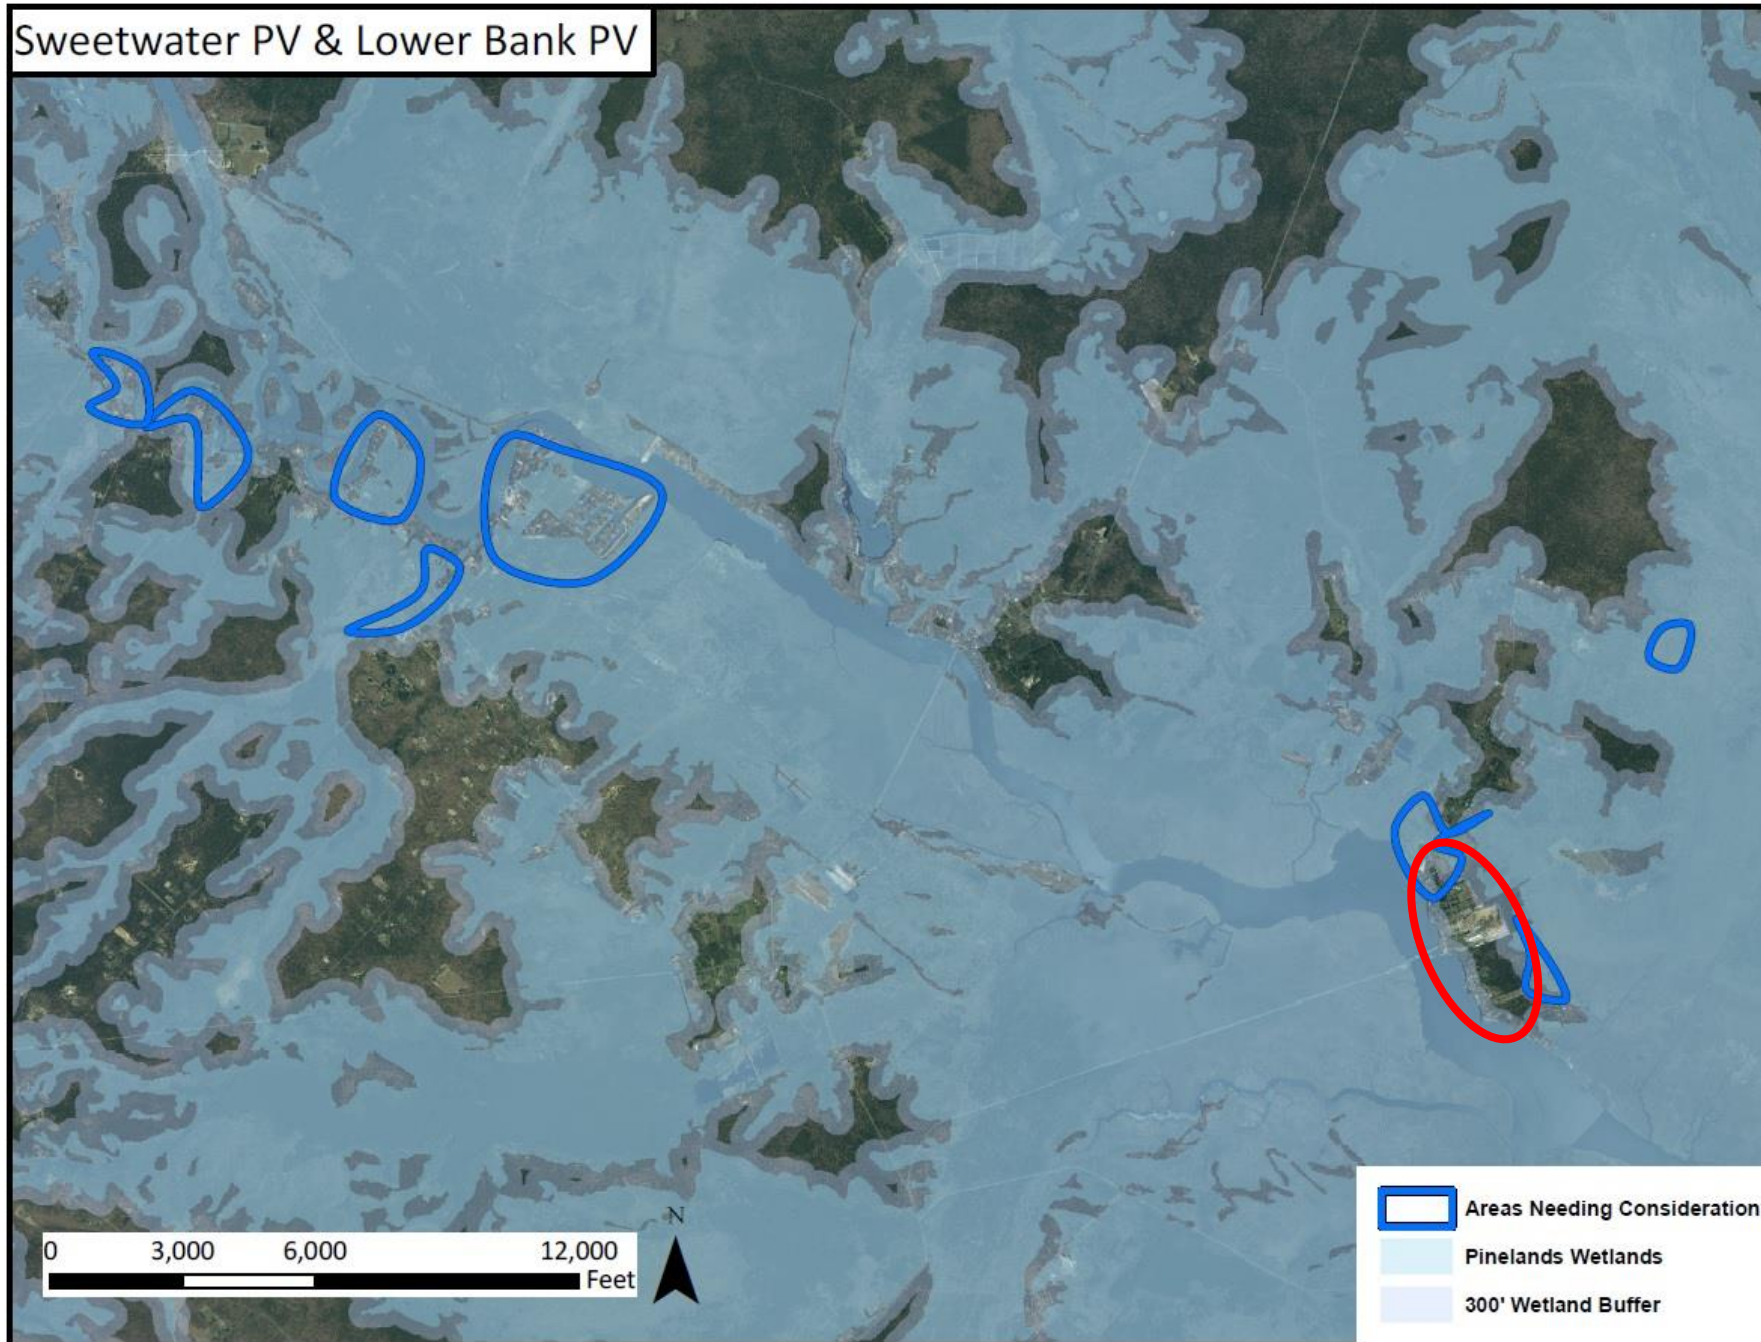 Sweetwater PV & Lower Bank PV
N
0 3,000 6,000 12,000
Feet
Areas Needing Consideration
Pinelands Wetlands
300' Wetland Buffer